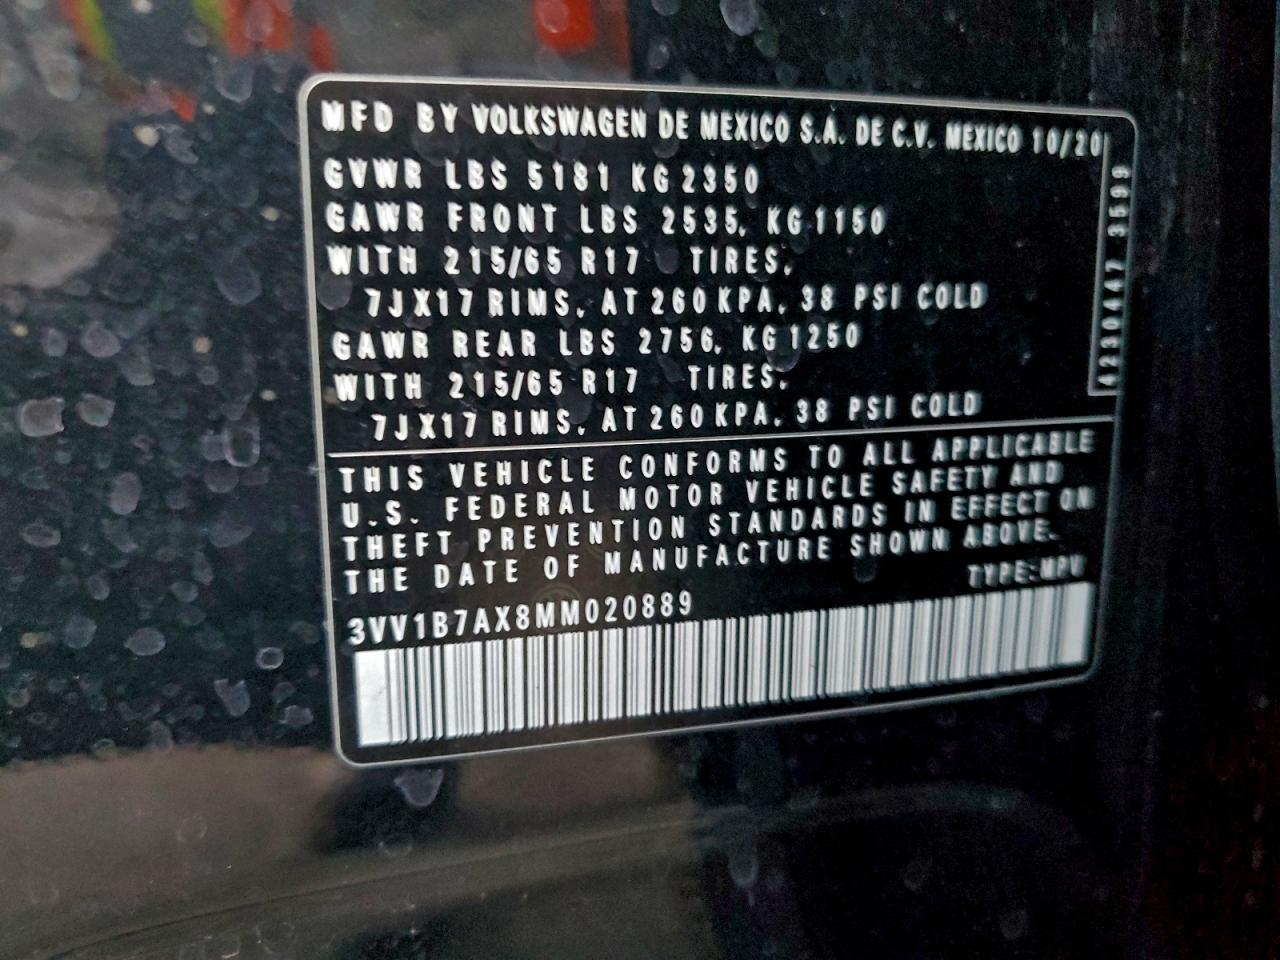 MFD BY VOLKSWAGEN DE MEXICO S.A. DE C.V. MEXICO 10/20
GVWR LBS 5181 KG 2350
GAWR FRONT LBS 2535, KG 1150
WITH 215/65 R17 TIRES,
7JX17 RIMS, AT 260 KPA, 38 PSI COLD
GAWR REAR LBS 2756, KG 1250
WITH 215/65 R17 TIRES,
7JX17 RIMS, AT 260 KPA, 38 PSI COLD
4230447 3599
THIS VEHICLE CONFORMS TO ALL APPLICABLE
U.S. FEDERAL MOTOR VEHICLE SAFETY AND
THEFT PREVENTION STANDARDS IN EFFECT ON
THE DATE OF MANUFACTURE SHOWN ABOVE.
TYPE:MPV
3VV1B7AX8MM020889